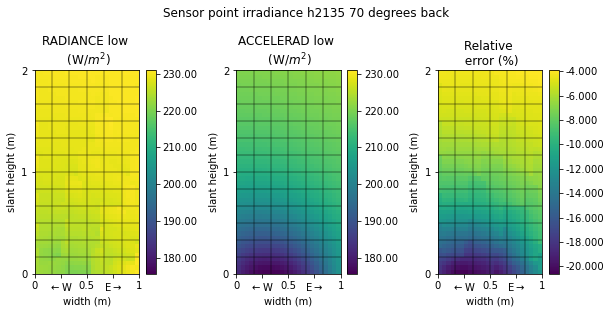 Sensor point irradiance h2135 70 degrees back
RADIANCE low
(W/m²)
2
1
0
slant height (m)
0
←W
0.5
E→
1
width (m)
230.00
220.00
210.00
200.00
190.00
180.00
ACCELERAD low
(W/m²)
2
1
0
slant height (m)
0
←W
0.5
E→
1
width (m)
230.00
220.00
210.00
200.00
190.00
180.00
Relative
error (%)
2
1
0
slant height (m)
0
←W
0.5
E→
1
width (m)
-4.000
-6.000
-8.000
-10.000
-12.000
-14.000
-16.000
-18.000
-20.000